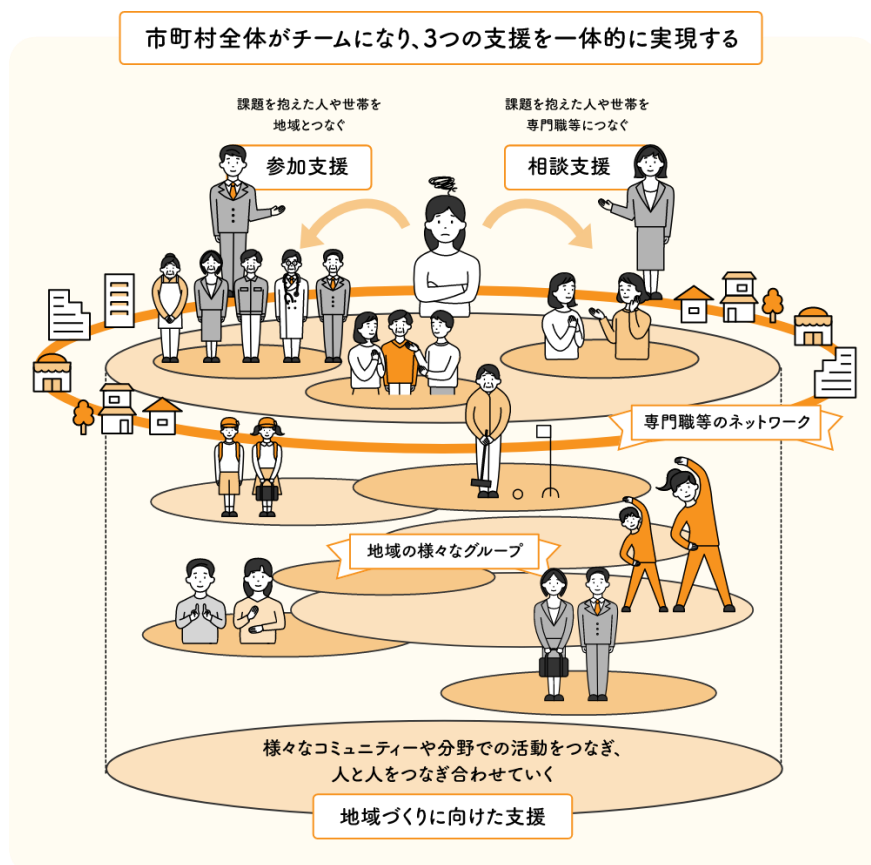 市町村全体がチームになり、3つの支援を一体的に実現する
課題を抱えた人や世帯を
地域とつなぐ
参加支援
課題を抱えた人や世帯を
専門職等につなぐ
相談支援
専門職等のネットワーク
地域の様々なグループ
様々なコミュニティーや分野での活動をつなぎ、
人と人をつなぎ合わせていく
地域づくりに向けた支援